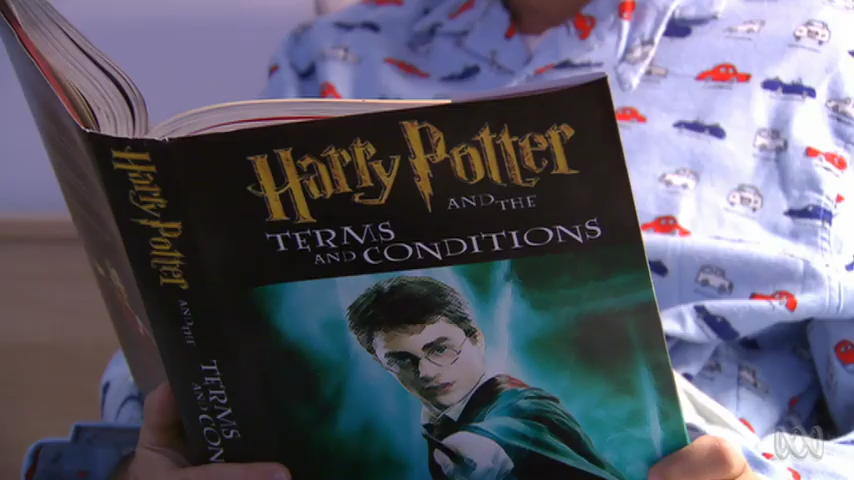 Harry Potter
AND THE
TERMS
AND CONDITIONS
Harry Potter
AND THE
TERMS
AND CON